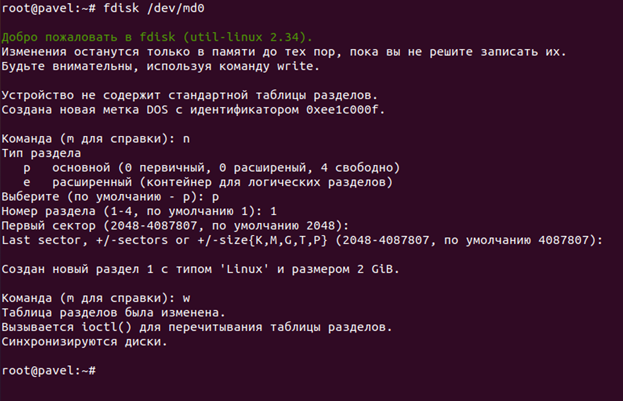 root@pavel:~# fdisk /dev/md0
Добро пожаловать в fdisk (util-linux 2.34).
Изменения останутся только в памяти до тех пор, пока вы не решите записать их.
Будьте внимательны, используя команду write.
Устройство не содержит стандартной таблицы разделов.
Создана новая метка DOS с идентификатором 0xee1c000f.
Команда (m для справки): n
Тип раздела
p основной (0 первичный, 0 расширеный, 4 свободно)
e расширенный (контейнер для логических разделов)
Выберите (по умолчанию - p): p
Номер раздела (1-4, по умолчанию 1): 1
Первый сектор (2048-4087807, по умолчанию 2048):
Last sector, +/-sectors or +/-size{K,M,G,T,P} (2048-4087807, по умолчанию 4087807):
Создан новый раздел 1 с типом 'Linux' и размером 2 GiB.
Команда (m для справки): w
Таблица разделов была изменена.
Вызывается ioctl() для перечитывания таблицы разделов.
Синхронизируются диски.
root@pavel:~#